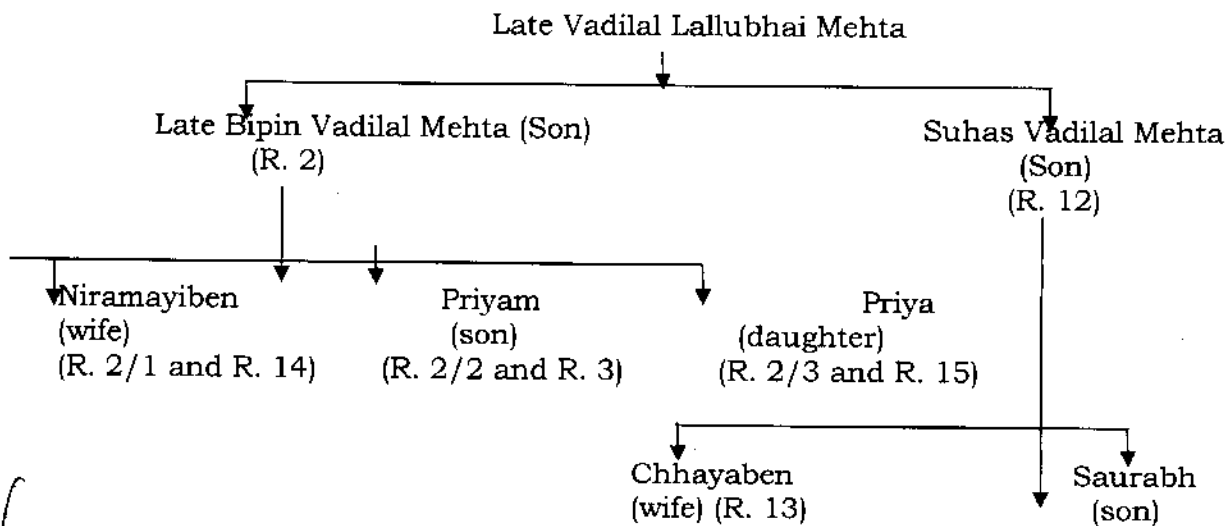 Late Vadilal Lallubhai Mehta
Late Bipin Vadilal Mehta (Son)
(R. 2)
Suhas Vadilal Mehta
(Son)
(R. 12)
Niramayiben
(wife)
(R. 2/1 and R. 14)
Priyam
(son)
(R. 2/2 and R. 3)
Priya
(daughter)
(R. 2/3 and R. 15)
Chhayaben
(wife) (R. 13)
Saurabh
(son)